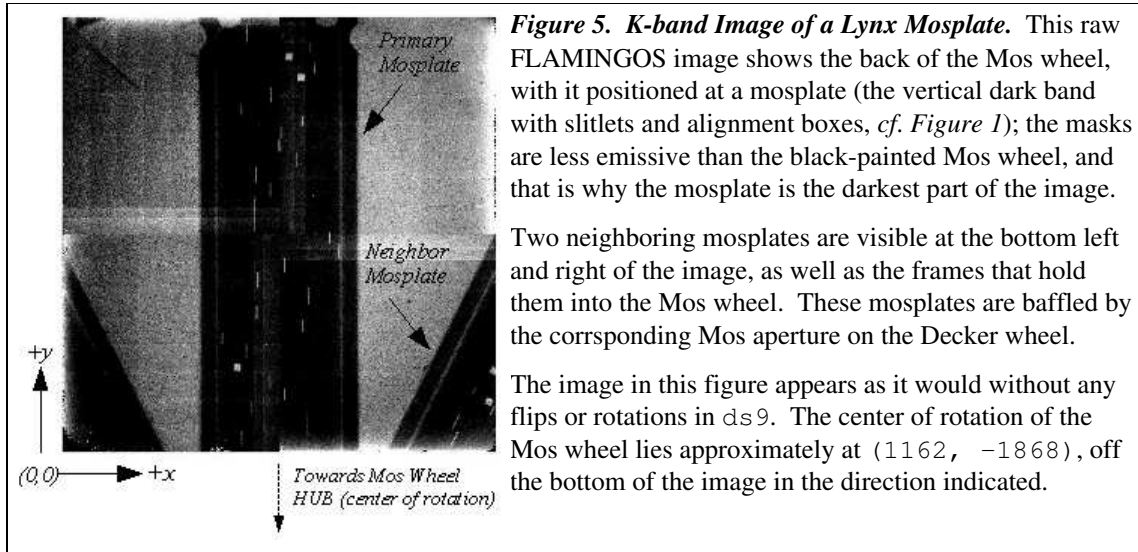 Primary
Mosplate
Neighbor
Mosplate
+y
(0,0)
+x
Towards Mos Wheel
HUB (center of rotation)
Figure 5. K-band Image of a Lynx Mosplate. This raw
FLAMINGOS image shows the back of the Mos wheel,
with it positioned at a mosplate (the vertical dark band
with slitlets and alignment boxes, cf. Figure 1); the masks
are less emissive than the black-painted Mos wheel, and
that is why the mosplate is the darkest part of the image.
Two neighboring mosplates are visible at the bottom left
and right of the image, as well as the frames that hold
them into the Mos wheel. These mosplates are baffled by
the corrsponding Mos aperture on the Decker wheel.
The image in this figure appears as it would without any
flips or rotations in ds9. The center of rotation of the
Mos wheel lies approximately at (1162, -1868), off
the bottom of the image in the direction indicated.